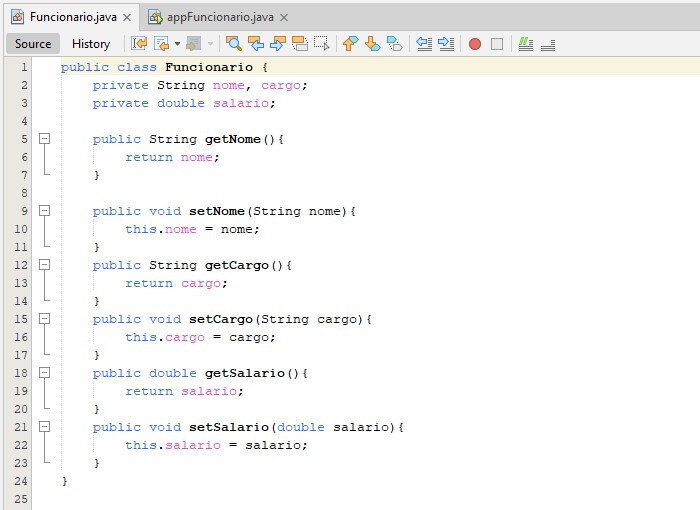 Funcionario.java × appFuncionario.java ×
Source History
1 public class Funcionario {
2     private String nome, cargo;
3     private double salario;
4
5     public String getNome(){
6         return nome;
7     }
8
9     public void setNome(String nome){
10         this.nome = nome;
11     }
12     public String getCargo(){
13         return cargo;
14     }
15     public void setCargo(String cargo){
16         this.cargo = cargo;
17     }
18     public double getSalario(){
19         return salario;
20     }
21     public void setSalario(double salario){
22         this.salario = salario;
23     }
24 }
25